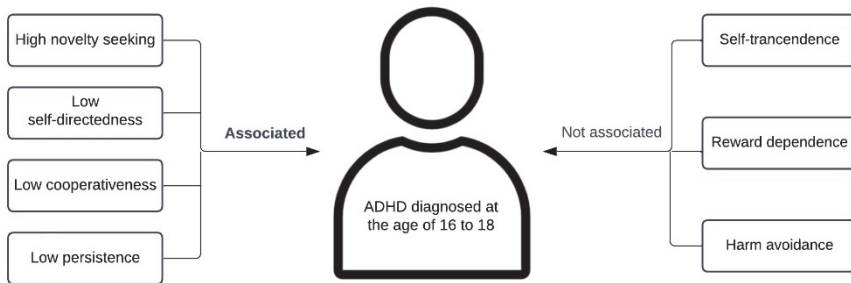 High novelty seeking
Low
self-directedness
Low cooperativeness
Low persistence
Associated
ADHD diagnosed at
the age of 16 to 18
Not associated
Self-trancendence
Reward dependence
Harm avoidance